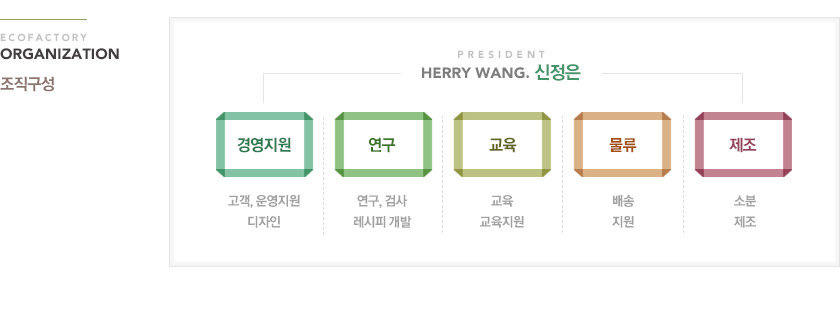 ECOFACTORY
ORGANIZATION
조직구성
PRESIDENT
HERRY WANG. 신정은
경영지원
연구
교육
물류
제조
고객, 운영지원
디자인
연구, 검사
레시피 개발
교육
교육지원
배송
지원
소분
제조